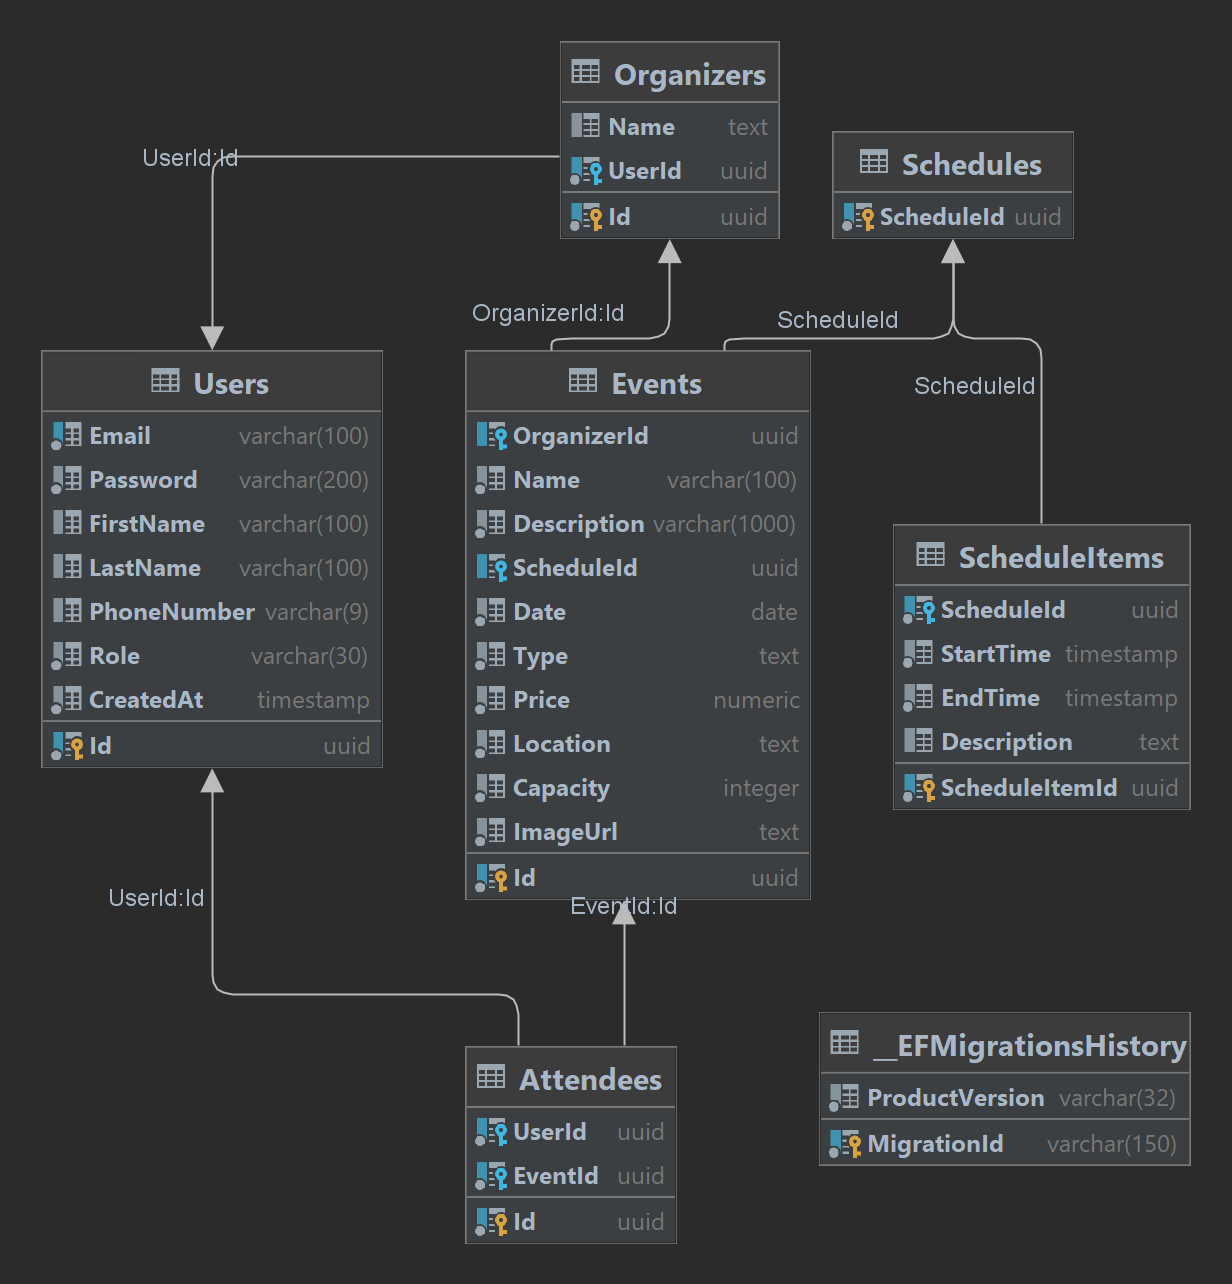 Organizers
Name text
UserId uuid
Id uuid
Schedules
ScheduleId uuid
UserId:Id
OrganizerId:Id
ScheduleId
ScheduleId
Users
Email varchar(100)
Password varchar(200)
FirstName varchar(100)
LastName varchar(100)
PhoneNumber varchar(9)
Role varchar(30)
CreatedAt timestamp
Id uuid
Events
OrganizerId uuid
Name varchar(100)
Description varchar(1000)
ScheduleId uuid
Date date
Type text
Price numeric
Location text
Capacity integer
ImageUrl text
Id uuid
ScheduleItems
ScheduleId uuid
StartTime timestamp
EndTime timestamp
Description text
ScheduleItemId uuid
UserId:Id
EventId:Id
Attendees
UserId uuid
EventId uuid
Id uuid
__EFMigrationsHistory
ProductVersion varchar(32)
MigrationId varchar(150)